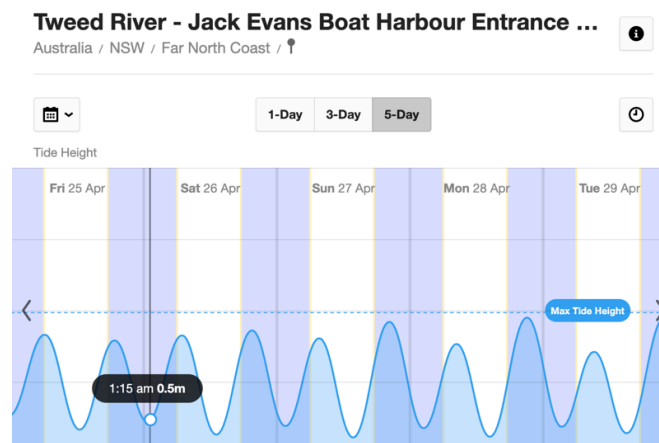 Tweed River - Jack Evans Boat Harbour Entrance ...
Australia / NSW / Far North Coast /
1-Day 3-Day 5-Day
Tide Height
Fri 25 Apr Sat 26 Apr Sun 27 Apr Mon 28 Apr Tue 29 Apr
Max Tide Height
1:15 am 0.5m